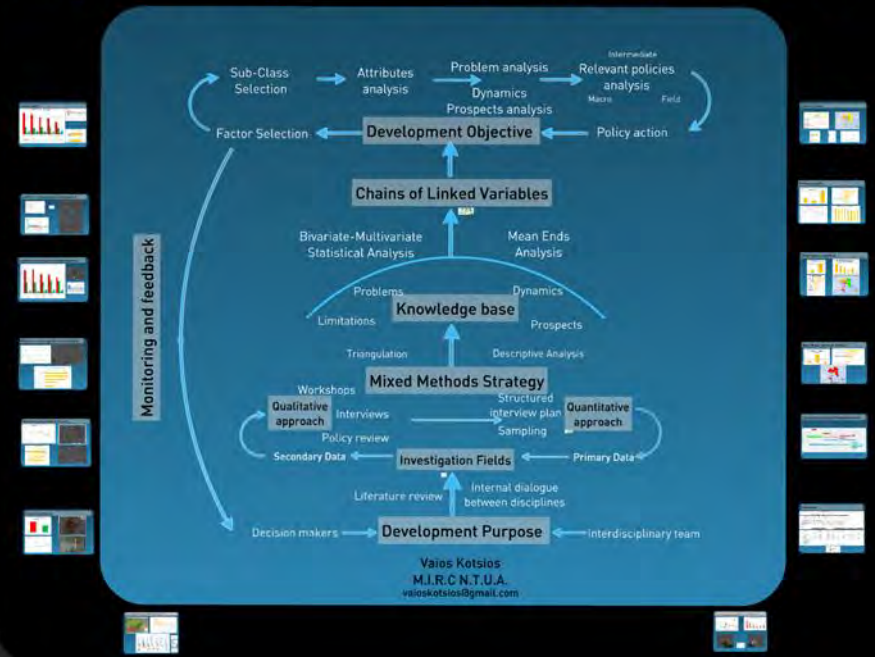 Intermediate
Sub-Class
Selection
Attributes
analysis
Problem analysis
Dynamics
Prospects analysis
Relevant policies
analysis
Macro
Field
Factor Selection
Development Objective
Policy action
Chains of Linked Variables
Bivariate-Multivariate
Statistical Analysis
Mean Ends
Analysis
Monitoring and feedback
Problems
Dynamics
Limitations
Knowledge base
Prospects
Triangulation
Descriptive Analysis
Mixed Methods Strategy
Workshops
Qualitative
approach
Interviews
Structured
interview plan
Quantitative
approach
Policy review
Sampling
Secondary Data
Investigation Fields
Primary Data
Literature review
Internal dialogue
between disciplines
Decision makers
Development Purpose
Interdisciplinary team
Vaios Kotsios
M.I.R.C N.T.U.A.
vaioskotsios@gmail.com